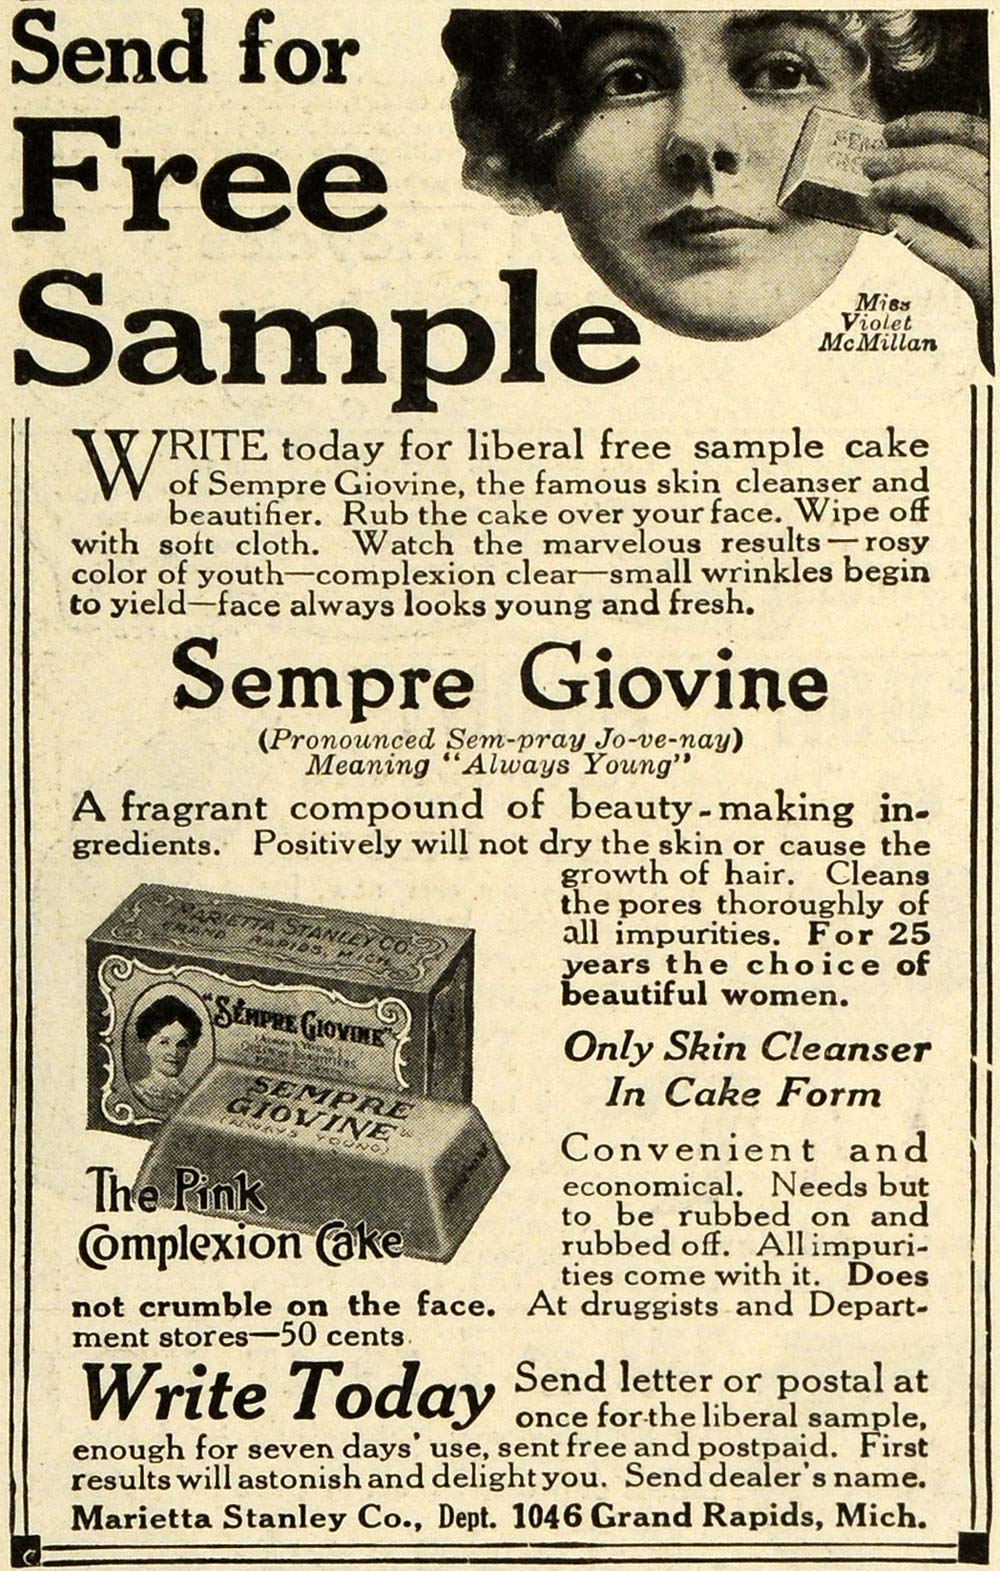 Send for
Free
Sample
Miss
Violet
McMillan
WRITE today for liberal free sample cake
of Sempre Giovine, the famous skin cleanser and
beautifier. Rub the cake over your face. Wipe off
with soft cloth. Watch the marvelous results—rosy
color of youth—complexion clear—small wrinkles begin
to yield—face always looks young and fresh.
Sempre Giovine
(Pronounced Sem-pray Jo-ve-nay)
Meaning "Always Young"
A fragrant compound of beauty-making in-
gredients. Positively will not dry the skin or cause the
growth of hair. Cleans
the pores thoroughly of
all impurities. For 25
years the choice of
beautiful women.
MARIETTA STANLEY CO.
GRAND RAPIDS, MICH.
"SEMPRE GIOVINE"
SEMPRE
GIOVINE
(ALWAYS YOUNG)
The Pink
Complexion Cake
Only Skin Cleanser
In Cake Form
Convenient and
economical. Needs but
to be rubbed on and
rubbed off. All impuri-
ties come with it. Does
not crumble on the face. At druggists and Depart-
ment stores—50 cents.
Write Today Send letter or postal at
once for the liberal sample,
enough for seven days' use, sent free and postpaid. First
results will astonish and delight you. Send dealer's name.
Marietta Stanley Co., Dept. 1046 Grand Rapids, Mich.